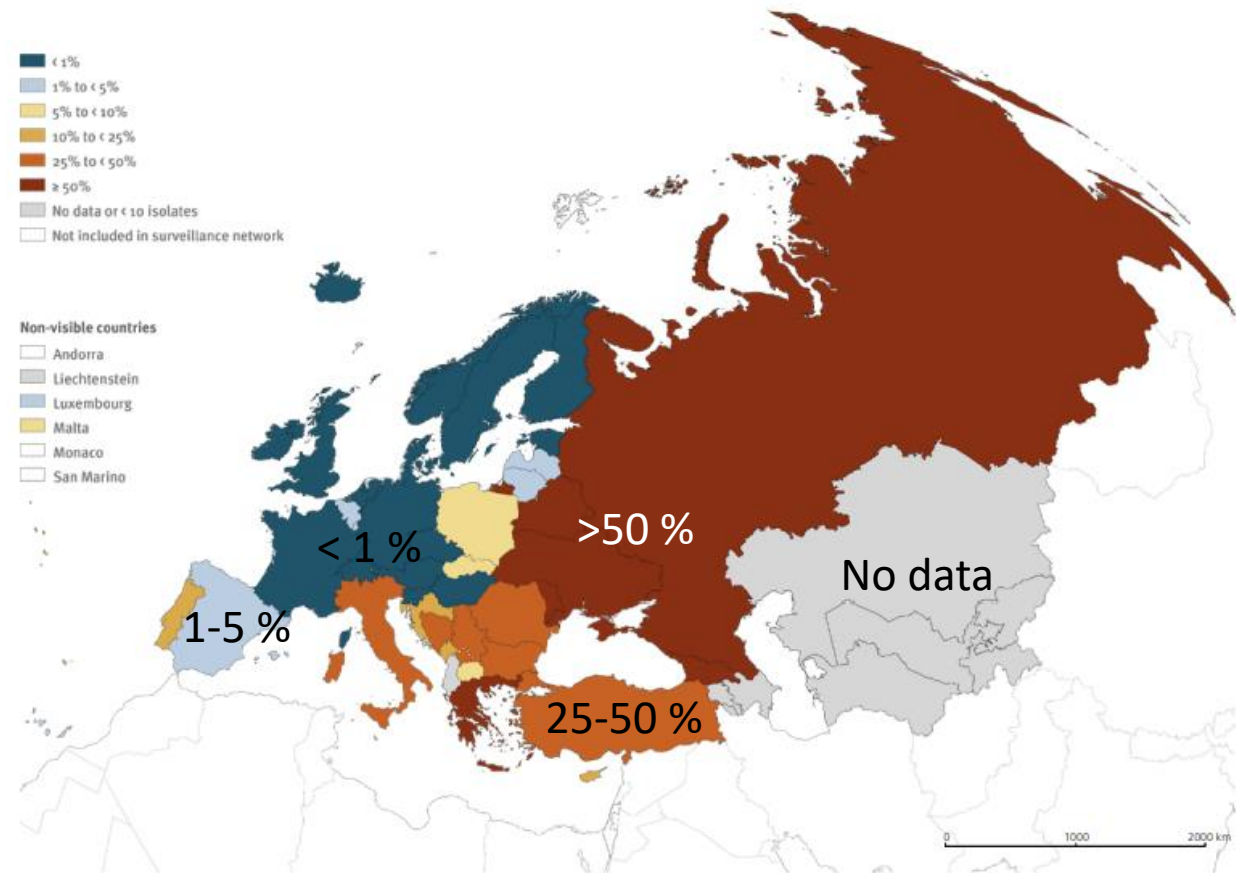 < 1%
1% to < 5%
5% to < 10%
10% to < 25%
25% to < 50%
≥ 50%
No data or < 10 isolates
Not included in surveillance network
Non-visible countries
Andorra
Liechtenstein
Luxembourg
Malta
Monaco
San Marino
>50 %
< 1 %
No data
1-5 %
25-50 %
0 1000 2000 km